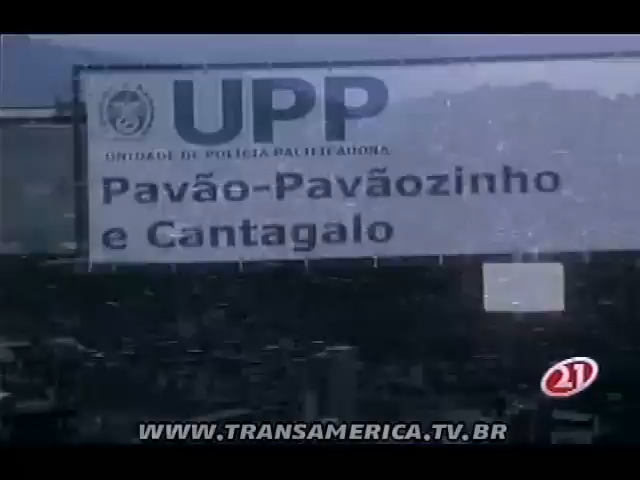 UPP
UNIDADE DE POLÍCIA PACIFICADORA
Pavão-Pavãozinho
e Cantagalo
21
WWW.TRANSAMERICA.TV.BR